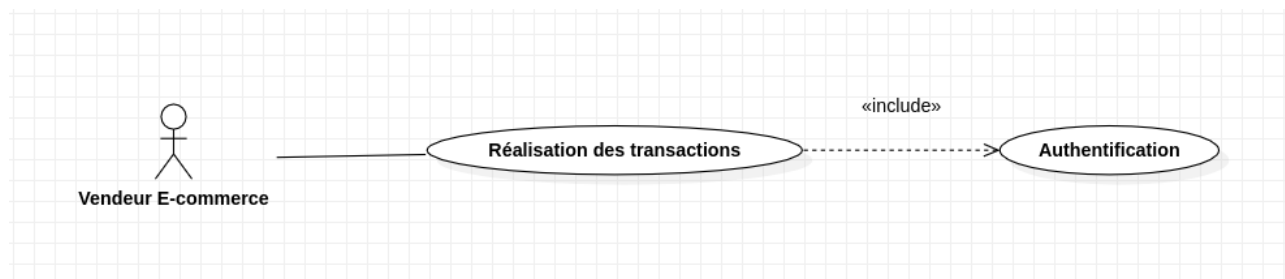 «include»
Réalisation des transactions
Authentification
Vendeur E-commerce